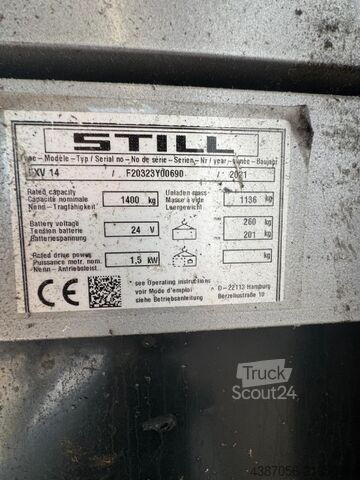 STILL
-Modèle-Typ / Serial no - No de série - Serien-Nr / year - année - Baujahr
EXV 14 / F20323Y00690 / 2021
Rated capacity
Capacité nominale
Nenn-Tragfähigkeit
1400 kg
Unladen mass
Masse à vide
Leergewicht
1136 kg
Battery voltage
Tension batterie
Batteriespannung
24 V
260 kg
201 kg
Rated drive power
Puissance motr. nom.
Nenn-Antriebsleist.
1,5 kW
kg
CE
see Operating instructions
voir Mode d'emploi
siehe Betriebsanleitung
D-22113 Hamburg
Berzeliusstraße 10
Truck
Scout24